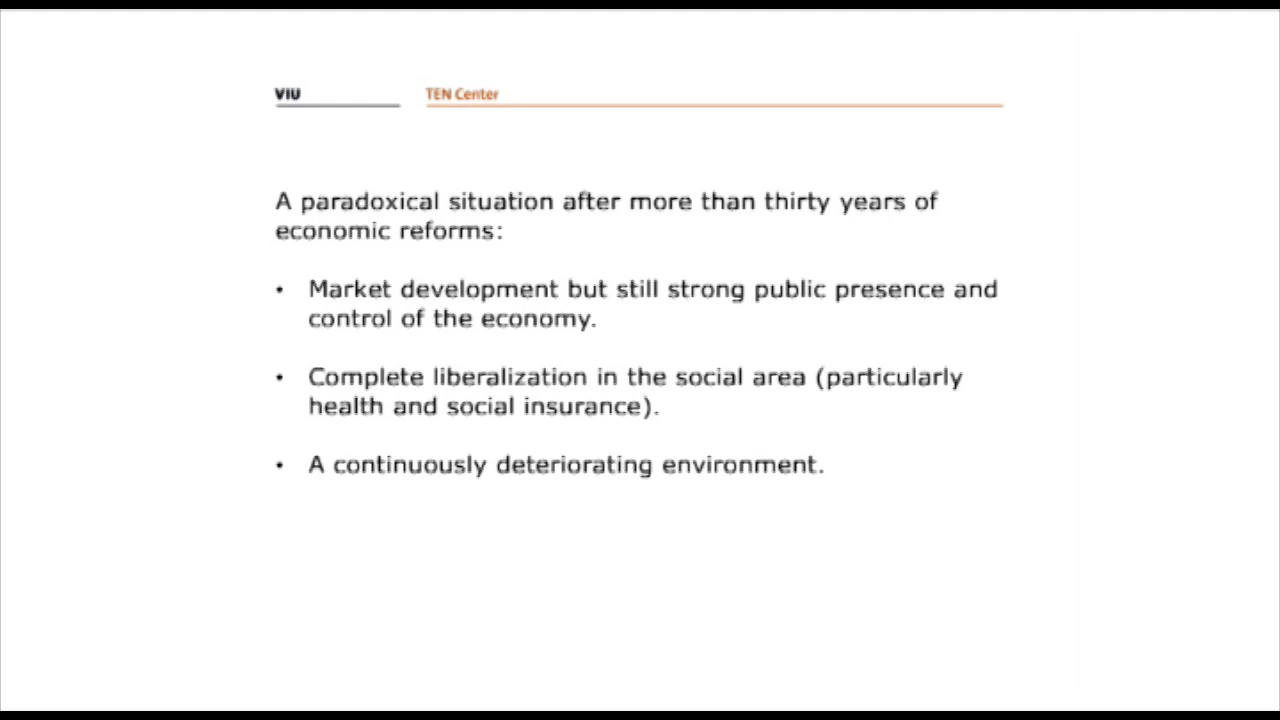 VIU TEN Center
A paradoxical situation after more than thirty years of
economic reforms:
• Market development but still strong public presence and
control of the economy.
• Complete liberalization in the social area (particularly
health and social insurance).
• A continuously deteriorating environment.